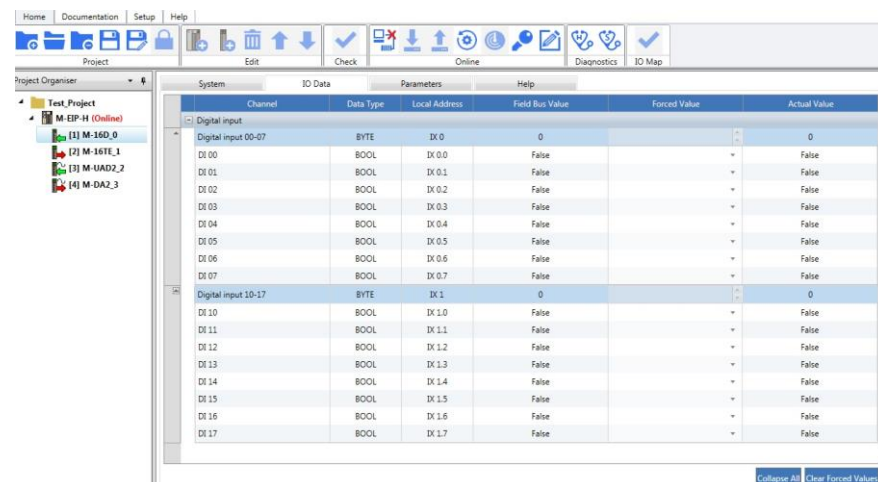 Home Documentation Setup Help
Project Edit Check Online Diagnostics IO Map
Project Organiser
System IO Data Parameters Help
Test_Project
M-EIP-H (Online)
[1] M-16D_0
[2] M-16TE_1
[3] M-UAD2_2
[4] M-DA2_3
Channel Data Type Local Address Field Bus Value Forced Value Actual Value
Digital input
Digital input 00-07 BYTE IX 0 0 0
DI 00 BOOL IX 0.0 False False
DI 01 BOOL IX 0.1 False False
DI 02 BOOL IX 0.2 False False
DI 03 BOOL IX 0.3 False False
DI 04 BOOL IX 0.4 False False
DI 05 BOOL IX 0.5 False False
DI 06 BOOL IX 0.6 False False
DI 07 BOOL IX 0.7 False False
Digital input 10-17 BYTE IX 1 0 0
DI 10 BOOL IX 1.0 False False
DI 11 BOOL IX 1.1 False False
DI 12 BOOL IX 1.2 False False
DI 13 BOOL IX 1.3 False False
DI 14 BOOL IX 1.4 False False
DI 15 BOOL IX 1.5 False False
DI 16 BOOL IX 1.6 False False
DI 17 BOOL IX 1.7 False False
Collapse All Clear Forced Values